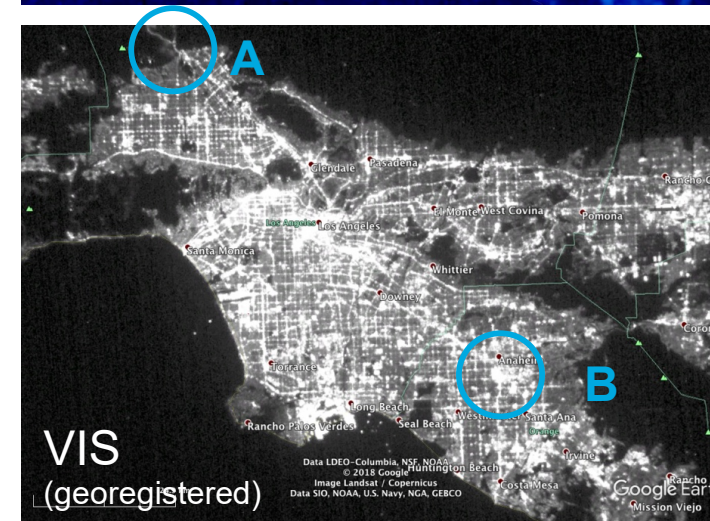 A
Glendale
Pasadena
Rancho C
El Monte
West Covina
Pomona
Los Angeles
Los Angeles
Santa Monica
Whittier
Downey
Coro
Anaheim
Torrance
B
Long Beach
Rancho Palos Verdes
Seal Beach
Santa Ana
Orange
VIS
Irvine
(georegistered)
Data LDEO-Columbia, NSF, NOAA
© 2018 Google
Huntington Beach
Image Landsat / Copernicus
Data SIO, NOAA, U.S. Navy, NGA, GEBCO
Costa Mesa
Rancho
Google Eart
Mission Viejo